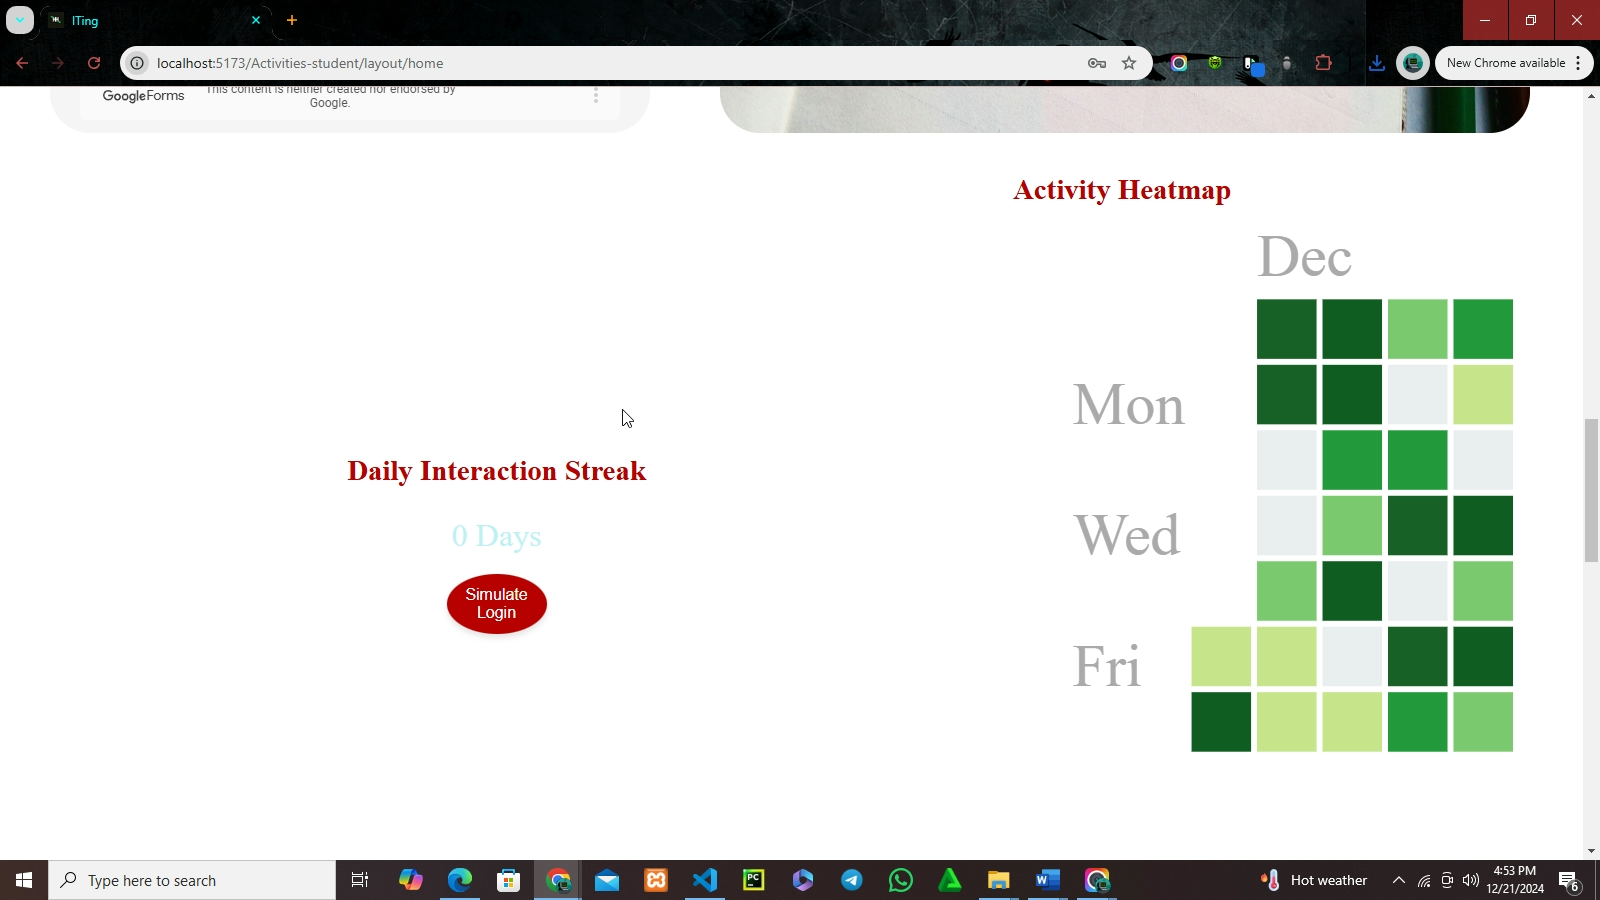 ITing
localhost:5173/Activities-student/layout/home
New Chrome available
Google Forms
This content is neither created nor endorsed by
Google.
Activity Heatmap
Dec
Mon
Wed
Fri
Daily Interaction Streak
0 Days
Simulate
Login
Type here to search
PC
W
Hot weather
4:53 PM
12/21/2024
6